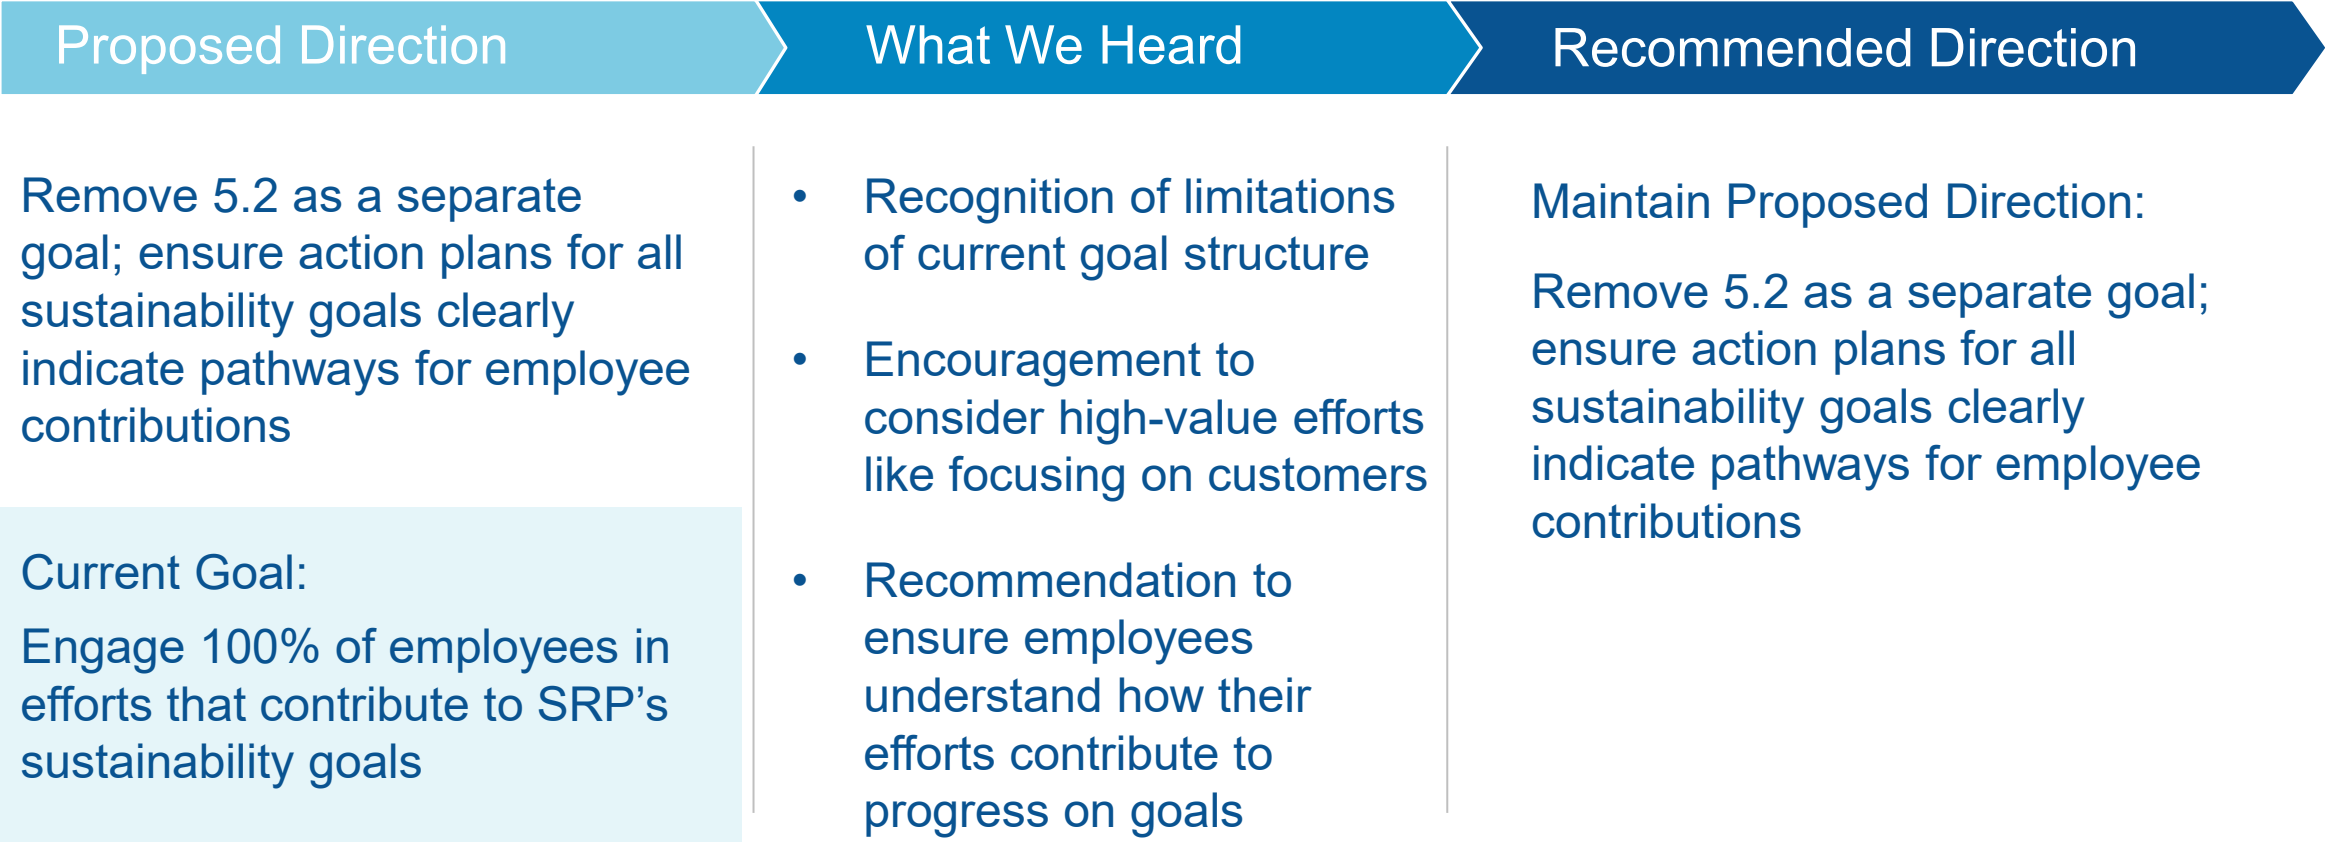 Proposed Direction
What We Heard
Recommended Direction
Remove 5.2 as a separate
goal; ensure action plans for all
sustainability goals clearly
indicate pathways for employee
contributions
Current Goal:
Engage 100% of employees in
efforts that contribute to SRP’s
sustainability goals
• Recognition of limitations
of current goal structure
• Encouragement to
consider high-value efforts
like focusing on customers
• Recommendation to
ensure employees
understand how their
efforts contribute to
progress on goals
Maintain Proposed Direction:
Remove 5.2 as a separate goal;
ensure action plans for all
sustainability goals clearly
indicate pathways for employee
contributions